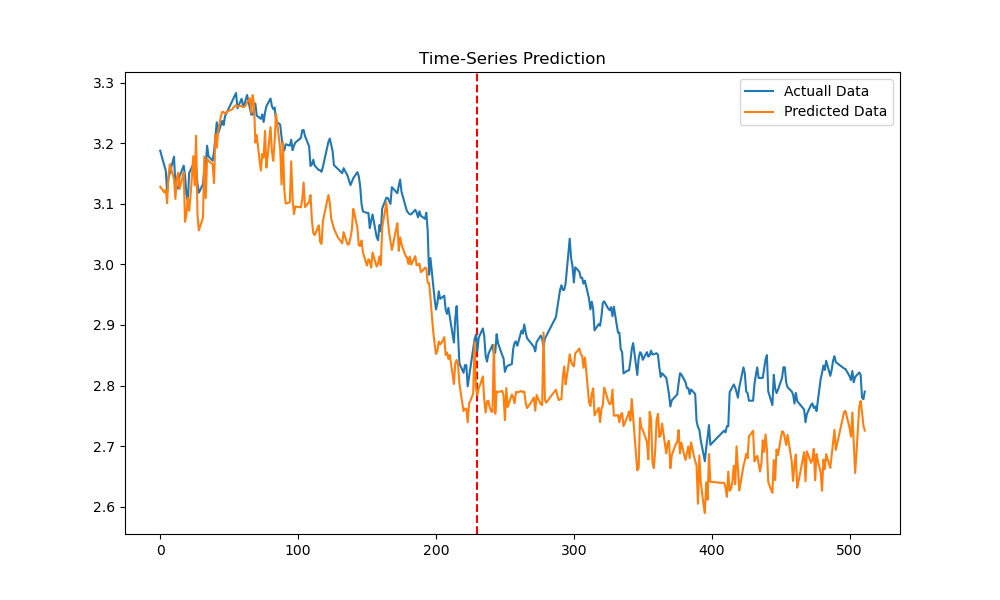 Time-Series Prediction
Actuall Data
Predicted Data
3.3
3.2
3.1
3.0
2.9
2.8
2.7
2.6
0 100 200 300 400 500